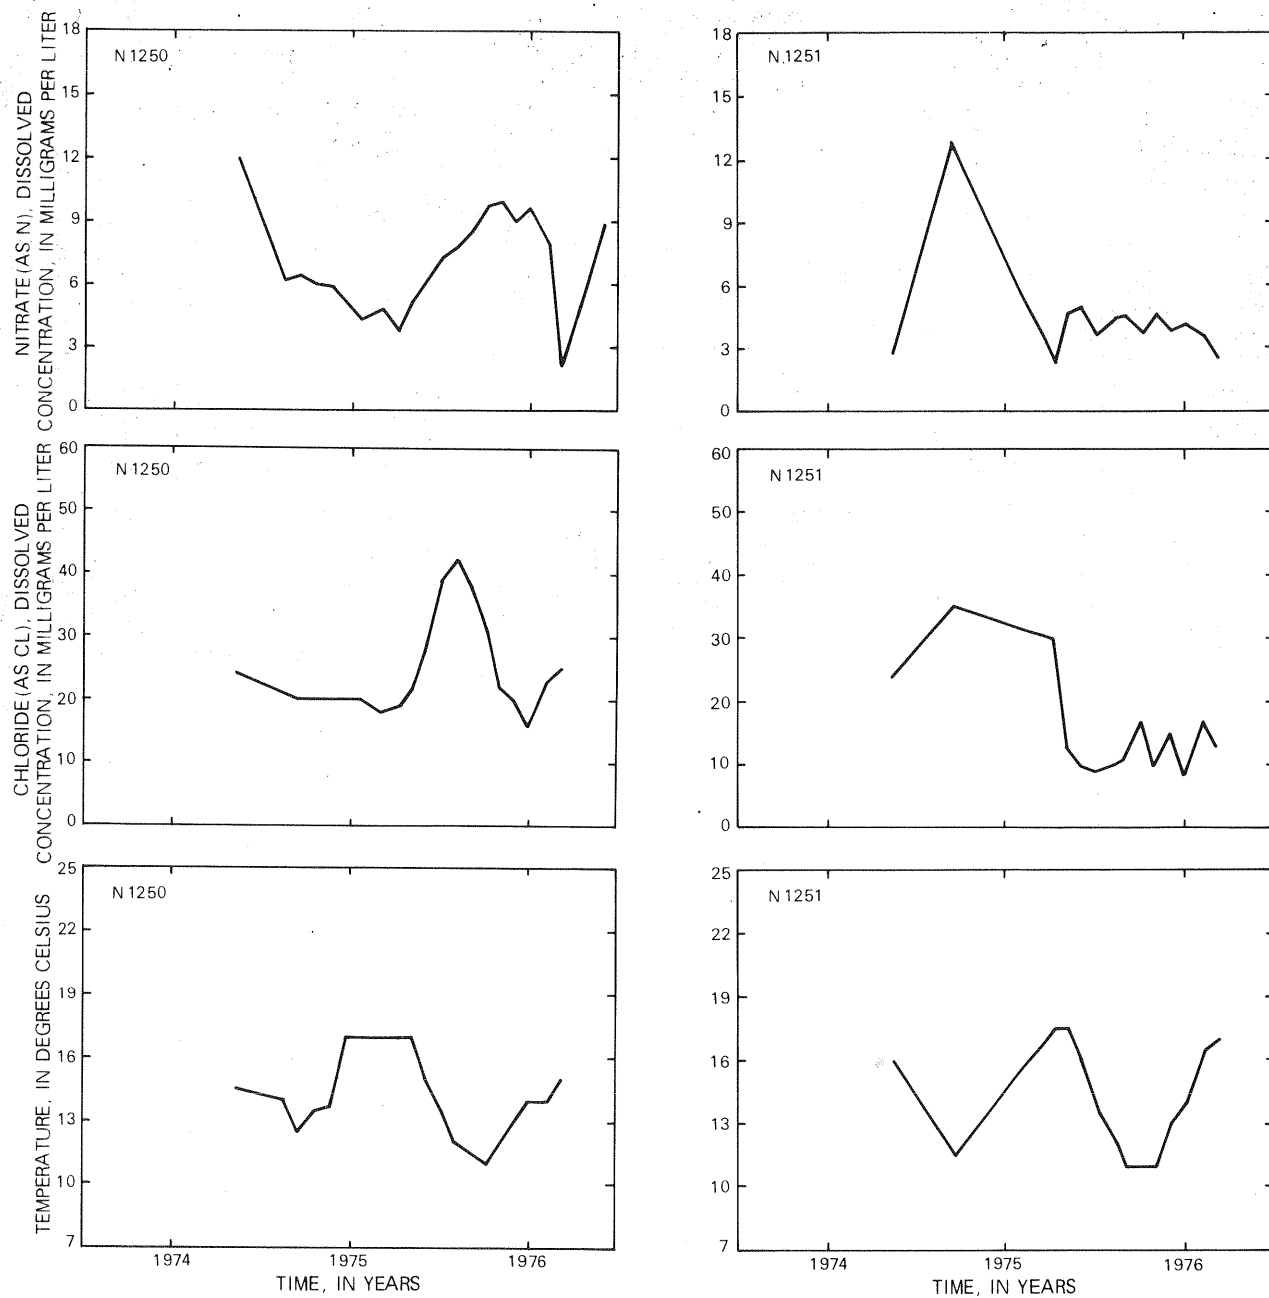 NITRATE (AS N), DISSOLVED
CONCENTRATION, IN MILLIGRAMS PER LITER
18
15
12
9
6
3
0
N 1250
18
15
12
9
6
3
0
N 1251
CHLORIDE (AS CL), DISSOLVED
CONCENTRATION, IN MILLIGRAMS PER LITER
60
50
40
30
20
10
0
N 1250
60
50
40
30
20
10
0
N 1251
TEMPERATURE, IN DEGREES CELSIUS
25
22
19
16
13
10
7
N 1250
1974 1975 1976
TIME, IN YEARS
25
22
19
16
13
10
7
N 1251
1974 1975 1976
TIME, IN YEARS